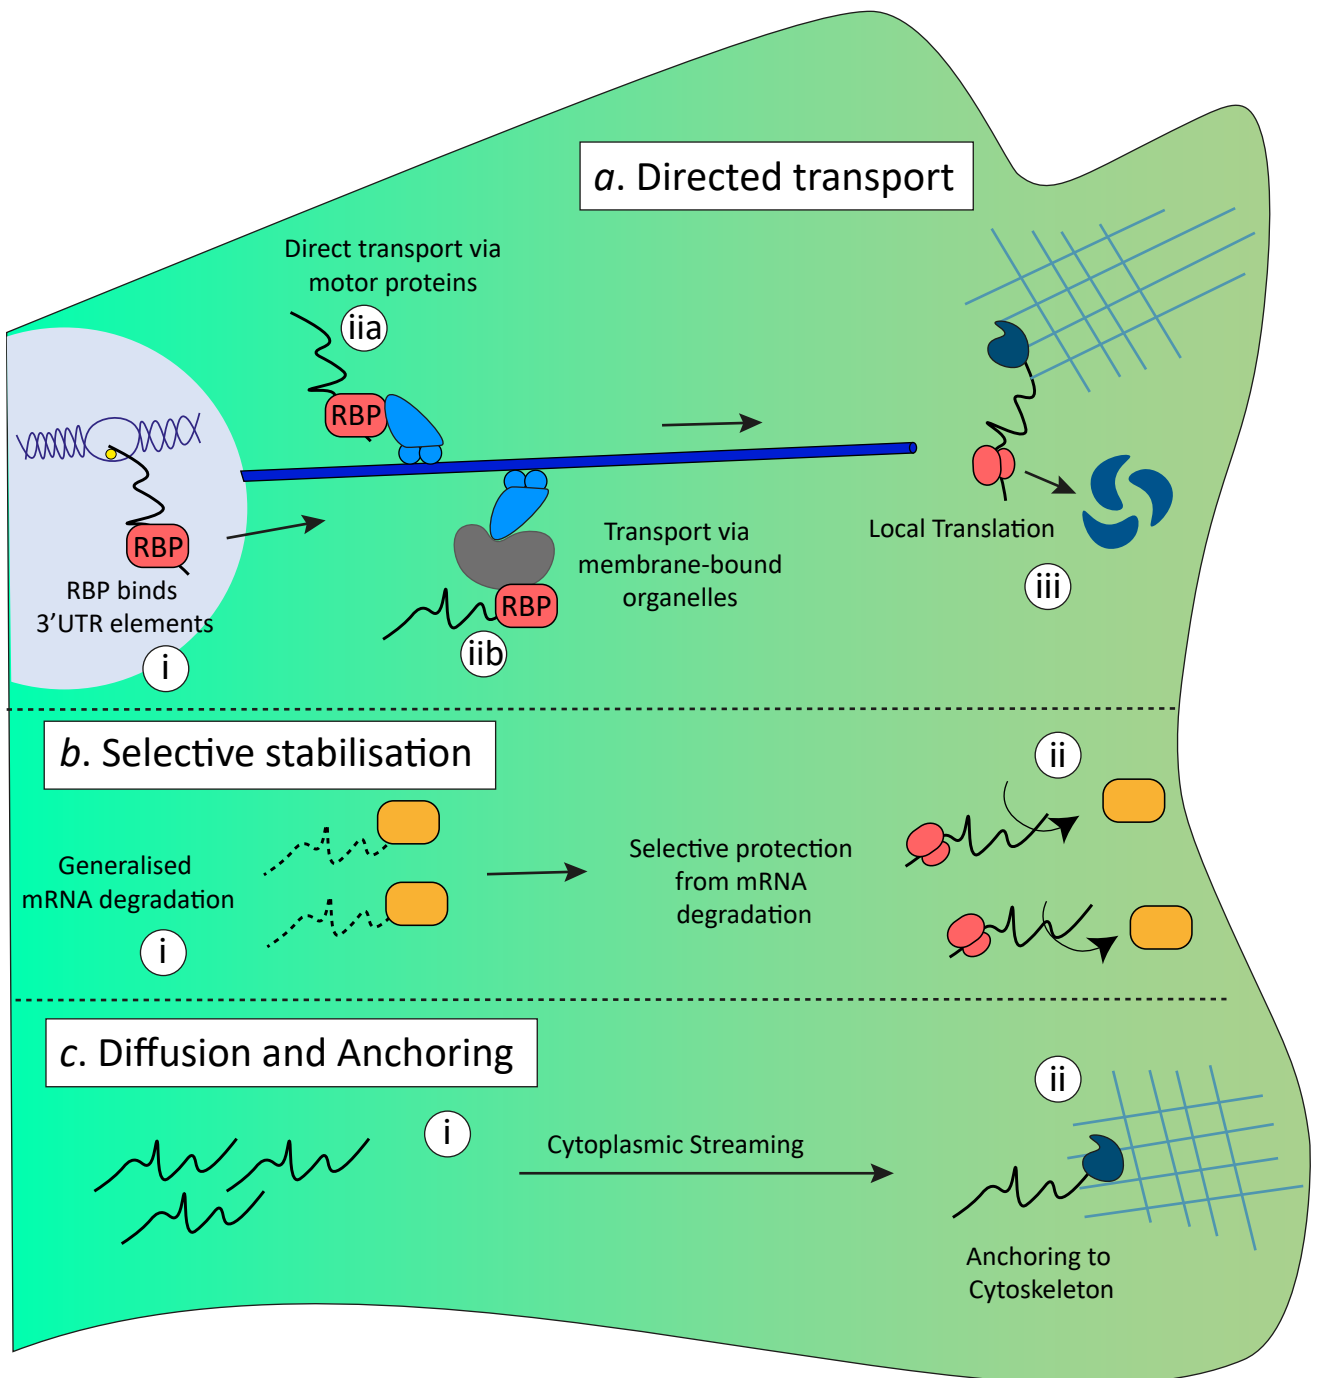 a. Directed transport
Direct transport via
motor proteins
iia
RBP
RBP
RBP binds
3’UTR elements
i
Transport via
membrane-bound
organelles
RBP
iib
Local Translation
iii
b. Selective stabilisation
Generalised
mRNA degradation
i
Selective protection
from mRNA
degradation
ii
c. Diffusion and Anchoring
i
Cytoplasmic Streaming
ii
Anchoring to
Cytoskeleton